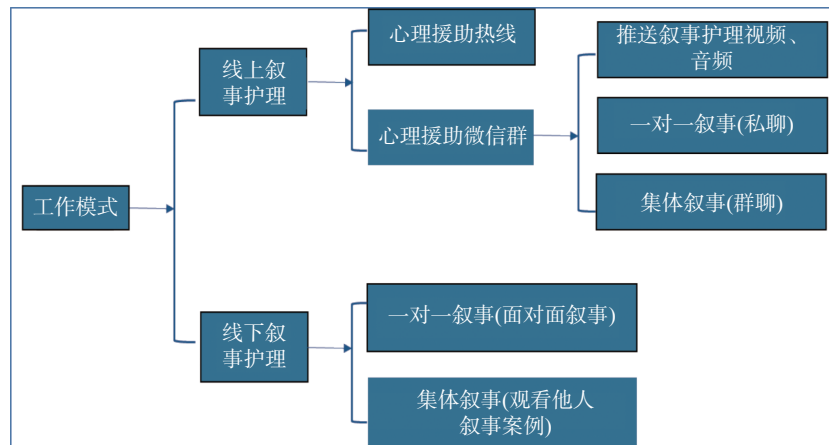 心理援助热线
推送叙事护理视频、
音频
线上叙
事护理
心理援助微信群
一对一叙事(私聊)
集体叙事(群聊)
工作模式
线下叙
事护理
一对一叙事(面对面叙事)
集体叙事(观看他人
叙事案例)